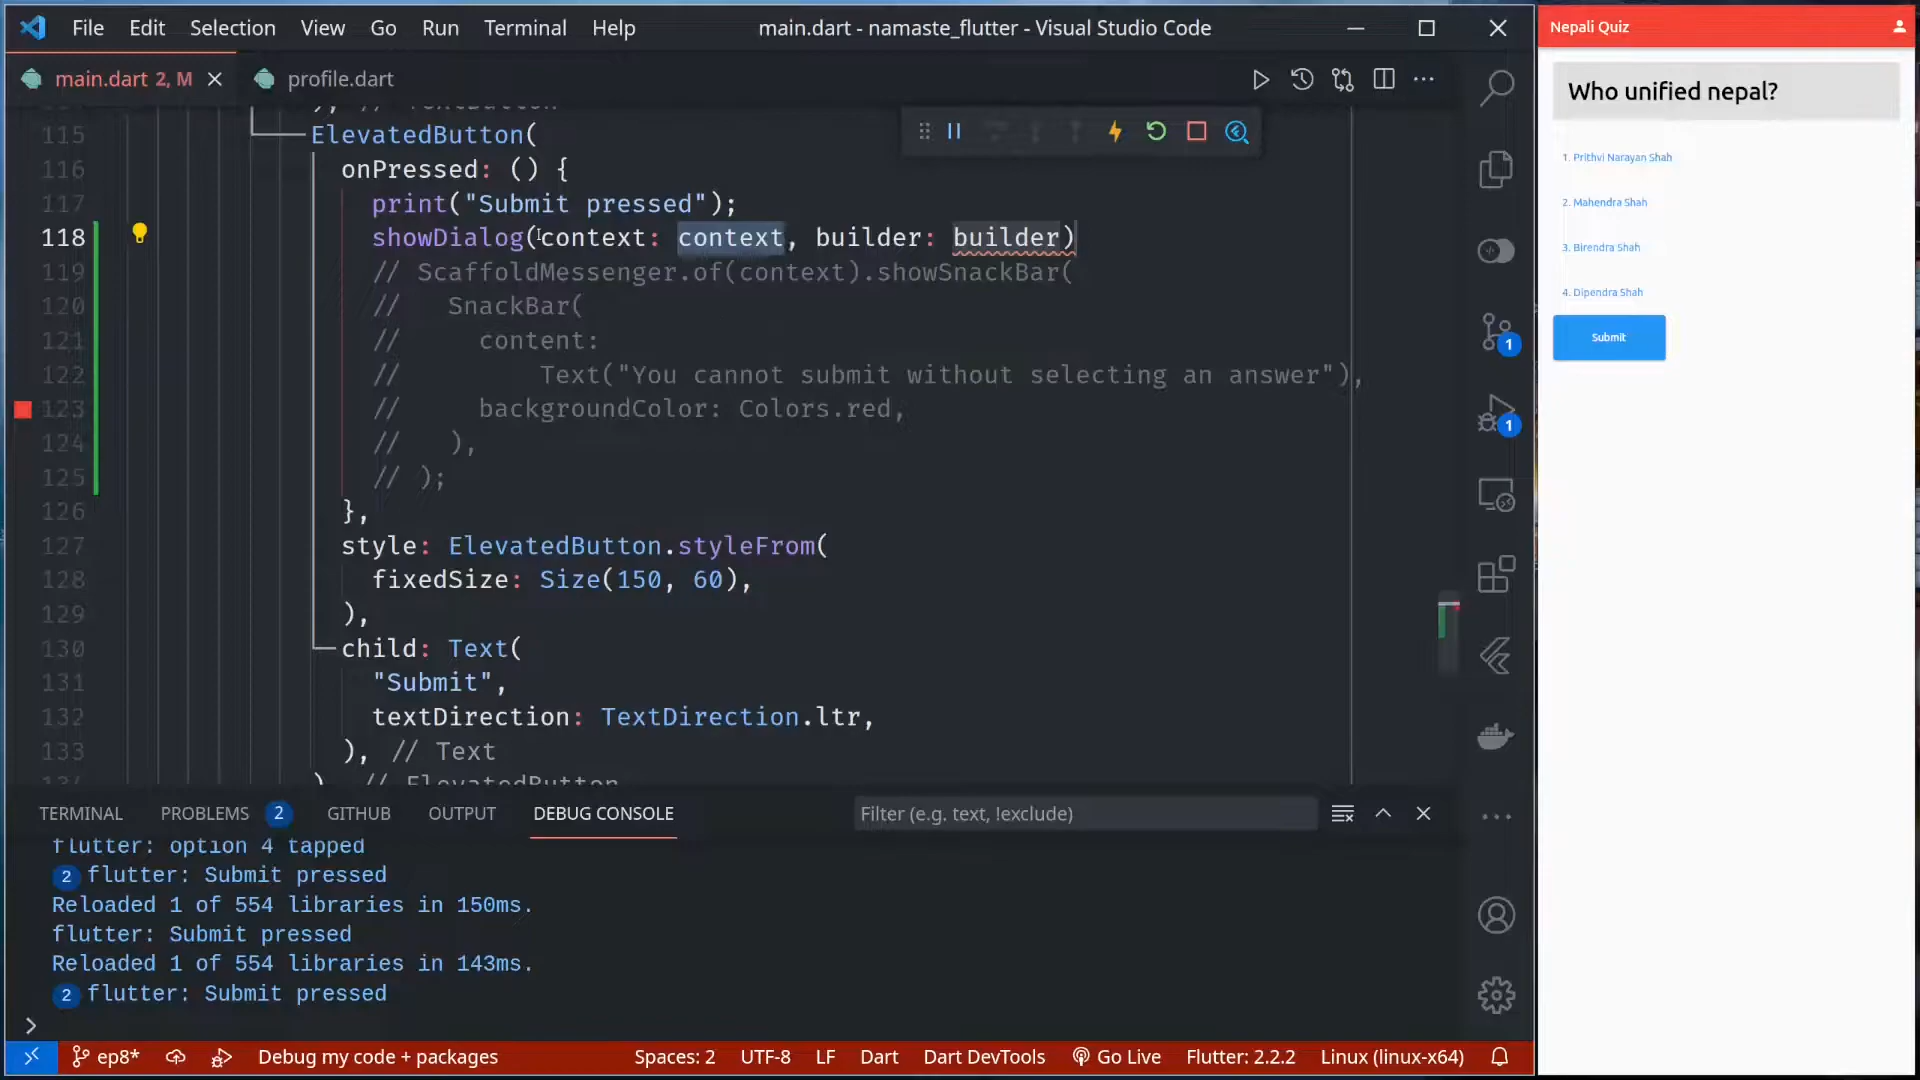 File Edit Selection View Go Run Terminal Help main.dart - namaste_flutter - Visual Studio Code
main.dart 2, M profile.dart
115 ElevatedButton(
116 onPressed: () {
117 print("Submit pressed");
118 showDialog(context: context, builder: builder)
119 // ScaffoldMessenger.of(context).showSnackBar(
120 // SnackBar(
121 // content:
122 // Text("You cannot submit without selecting an answer"),
123 // backgroundColor: Colors.red,
124 // ),
125 // );
126 },
127 style: ElevatedButton.styleFrom(
128 fixedSize: Size(150, 60),
129 ),
130 child: Text(
131 "Submit",
132 textDirection: TextDirection.ltr,
133 ), // Text
134 ) // ElevatedButton
TERMINAL PROBLEMS 2 GITHUB OUTPUT DEBUG CONSOLE Filter (e.g. text, !exclude)
flutter: option 4 tapped
2 flutter: Submit pressed
Reloaded 1 of 554 libraries in 150ms.
flutter: Submit pressed
Reloaded 1 of 554 libraries in 143ms.
2 flutter: Submit pressed
>
ep8* Debug my code + packages Spaces: 2 UTF-8 LF Dart Dart DevTools Go Live Flutter: 2.2.2 Linux (linux-x64)
1
1
Nepali Quiz
Who unified nepal?
1. Prithvi Narayan Shah
2. Mahendra Shah
3. Birendra Shah
4. Dipendra Shah
Submit